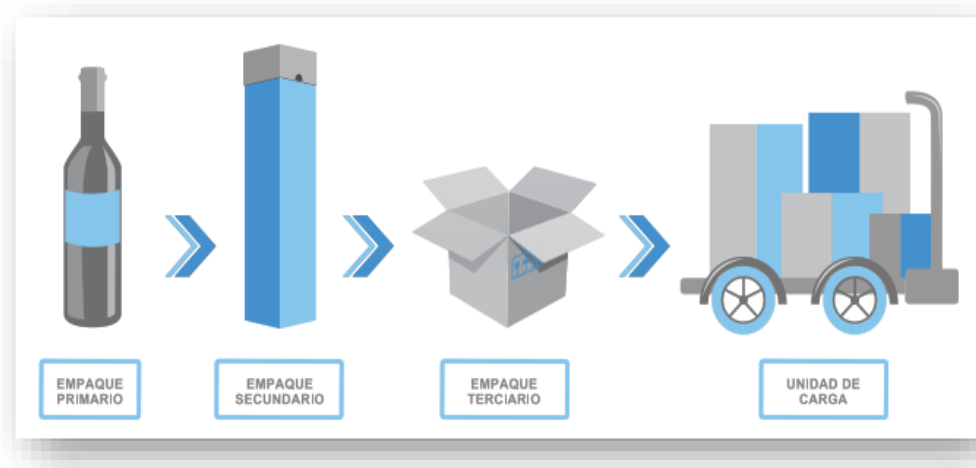 EMPAQUE
PRIMARIO
EMPAQUE
SECUNDARIO
EMPAQUE
TERCIARIO
UNIDAD DE
CARGA